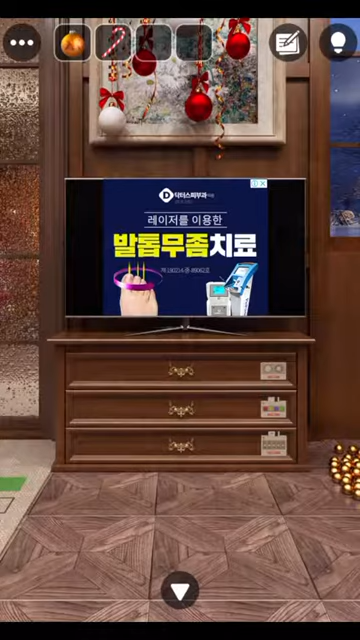 닥터스피부과
레이저를 이용한
발톱무좀치료